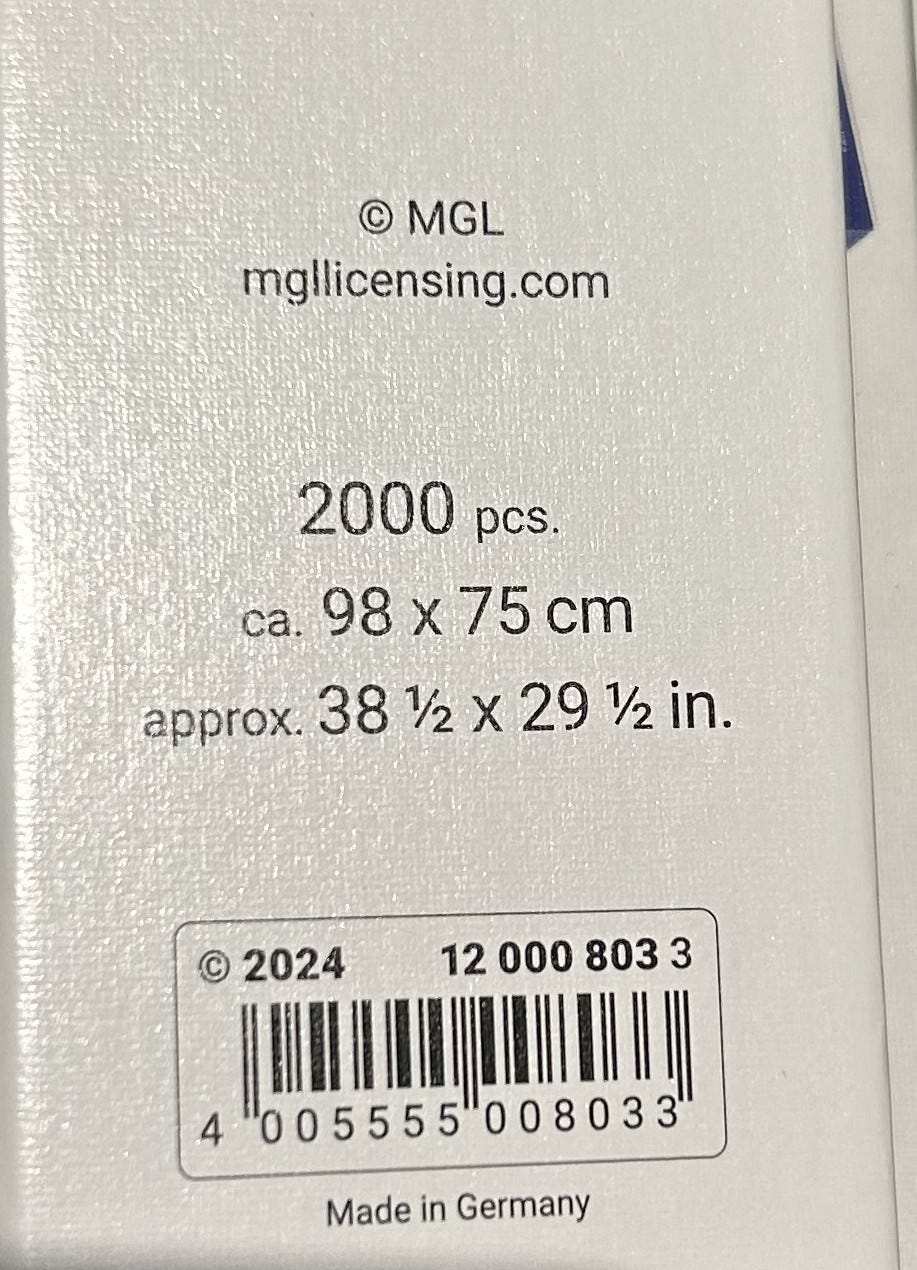 © MGL
mgllicensing.com
2000 pcs.
ca. 98 x 75 cm
approx. 38 ½ x 29 ½ in.
© 2024 12 000 803 3
4 005555 008033
Made in Germany